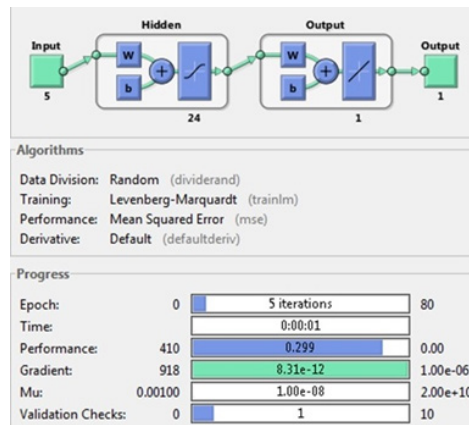 Hidden Output
Input Output
W W
b b
+ +
5 24 1 1
Algorithms
Data Division: Random (dividerand)
Training: Levenberg-Marquardt (trainlm)
Performance: Mean Squared Error (mse)
Derivative: Default (defaultderiv)
Progress
Epoch: 0 5 iterations 80
Time: 0:00:01
Performance: 410 0.299 0.00
Gradient: 918 8.31e-12 1.00e-06
Mu: 0.00100 1.00e-08 2.00e+10
Validation Checks: 0 1 10